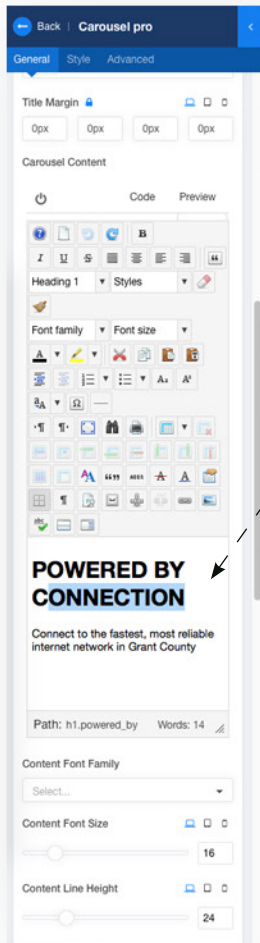 Back | Carousel pro
General Style Advanced
Title Margin
0px 0px 0px 0px
Carousel Content
Code Preview
B
I U S
Heading 1 Styles
Font family Font size
A
Path: h1.powered_by Words: 14
POWERED BY
CONNECTION
Connect to the fastest, most reliable
internet network in Grant County
Content Font Family
Select...
Content Font Size
16
Content Line Height
24